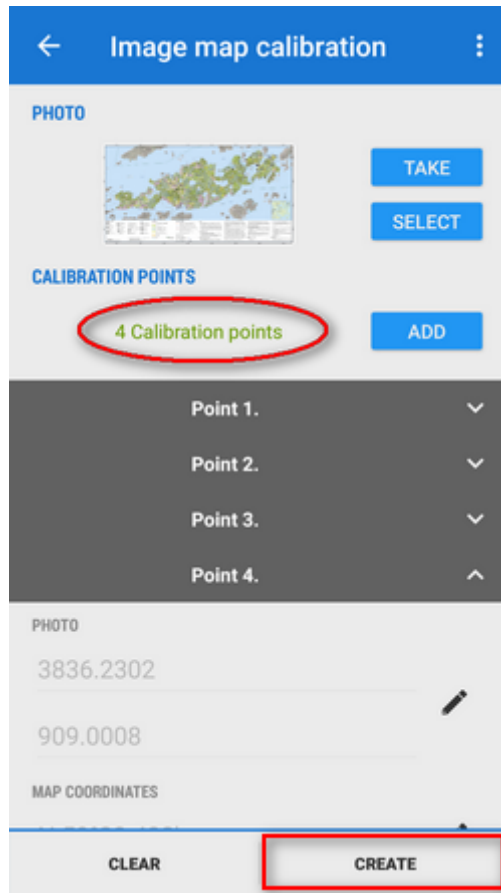 Image map calibration
PHOTO
TAKE
SELECT
CALIBRATION POINTS
4 Calibration points
ADD
Point 1.
Point 2.
Point 3.
Point 4.
PHOTO
3836.2302
909.0008
MAP COORDINATES
CLEAR
CREATE